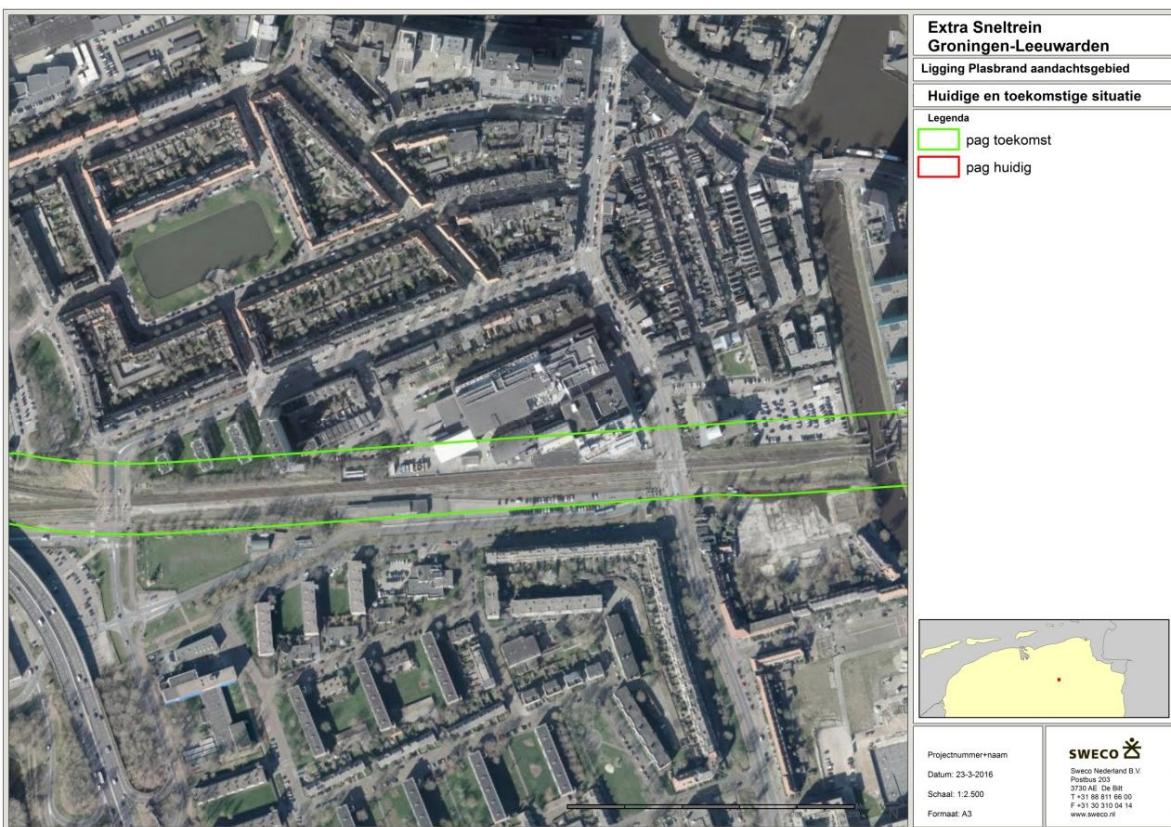 Extra Sneltrein
Groningen-Leeuwarden
Ligging Plasbrand aandachtsgebied
Huidige en toekomstige situatie
Legenda
pag toekomst
pag huidig
Projectnummer+naam
Datum: 23-3-2016
Schaal: 1:2.500
Formaat: A3
SWECO
Sweco Nederland B.V.
Postbus 203
3730 AE De Bilt
T +31 88 811 66 00
F +31 30 310 04 14
www.sweco.nl